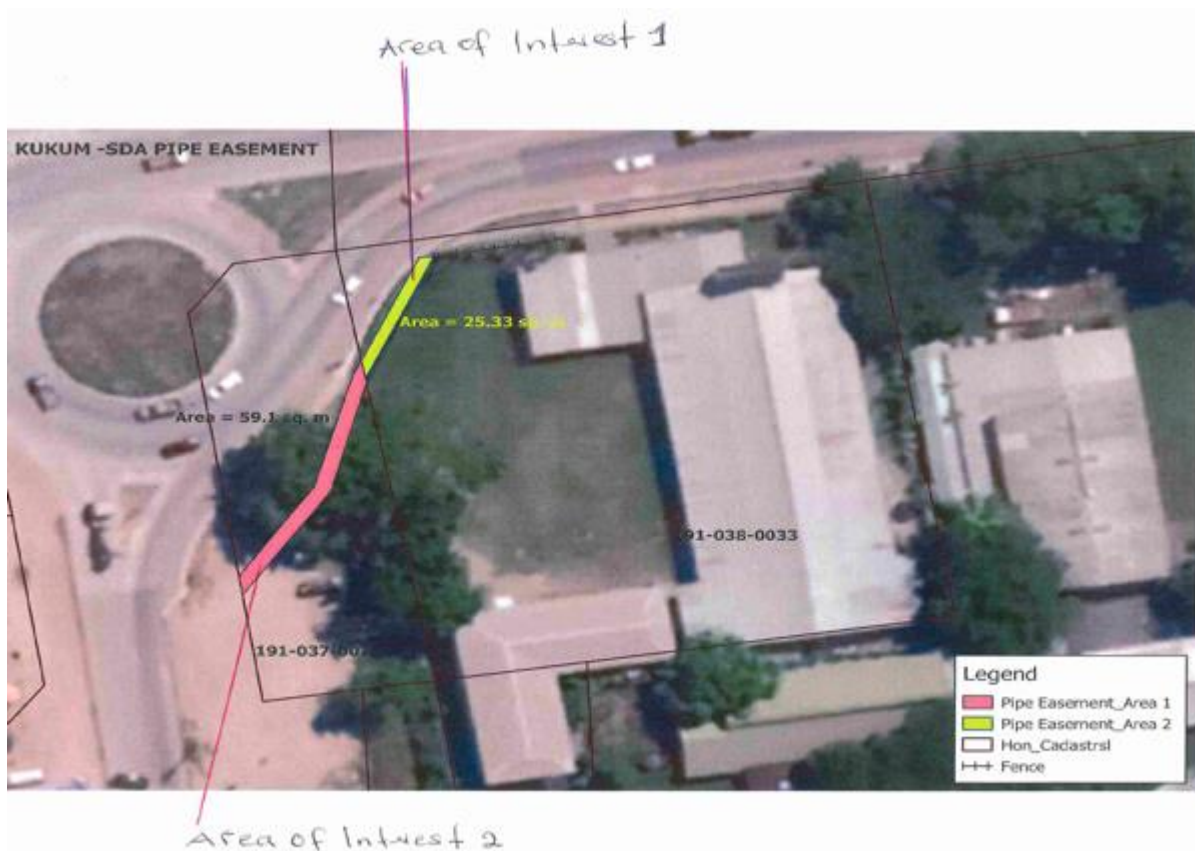 Area of Interest 1
KUKUM -SDA PIPE EASEMENT
Area = 25.33 sq. m
Area = 59.1 sq. m
91-038-0033
191-037-00
Legend
Pipe Easement_Area 1
Pipe Easement_Area 2
Hon_Cadastrsl
Fence
Area of Interest 2